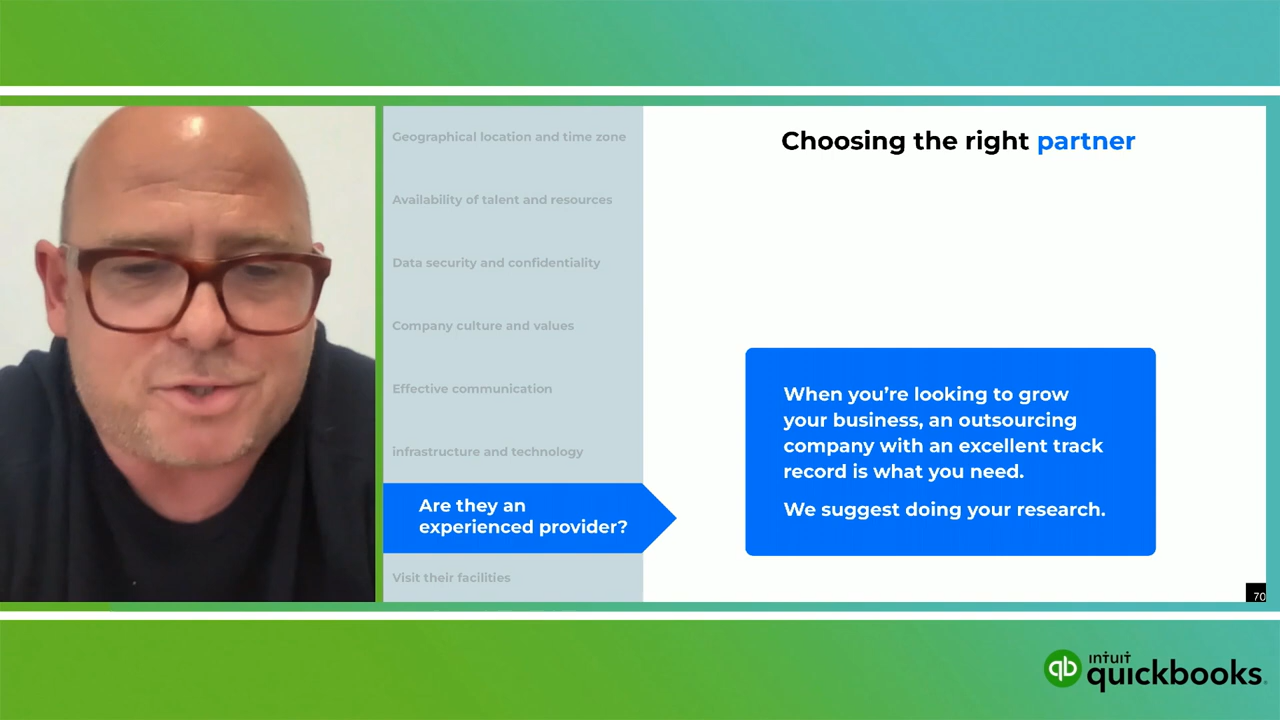 Geographical location and time zone
Availability of talent and resources
Data security and confidentiality
Company culture and values
Effective communication
infrastructure and technology
Are they an
experienced provider?
Visit their facilities
Choosing the right partner
When you’re looking to grow
your business, an outsourcing
company with an excellent track
record is what you need.
We suggest doing your research.
70
qb
intuit
quickbooks.